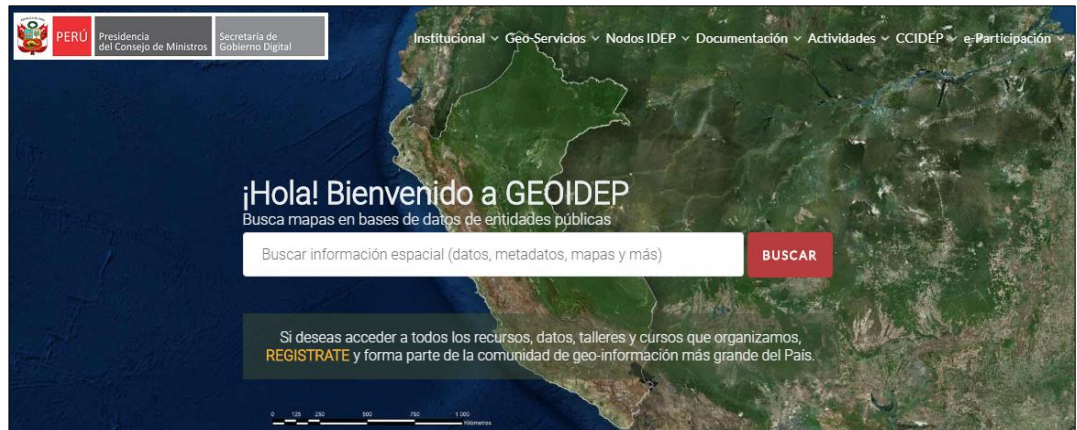 PERÚ
Presidencia
del Consejo de Ministros
Secretaría de
Gobierno Digital
Institucional Geo-Servicios Nodos IDEP Documentación Actividades CCIDEP e-Participación
¡Hola! Bienvenido a GEOIDEP
Busca mapas en bases de datos de entidades públicas
Buscar información espacial (datos, metadatos, mapas y más)
BUSCAR
Si deseas acceder a todos los recursos, datos, talleres y cursos que organizamos,
REGISTRATE y forma parte de la comunidad de geo-información más grande del País.
0 125 250 500 750 1 000
Kilómetros